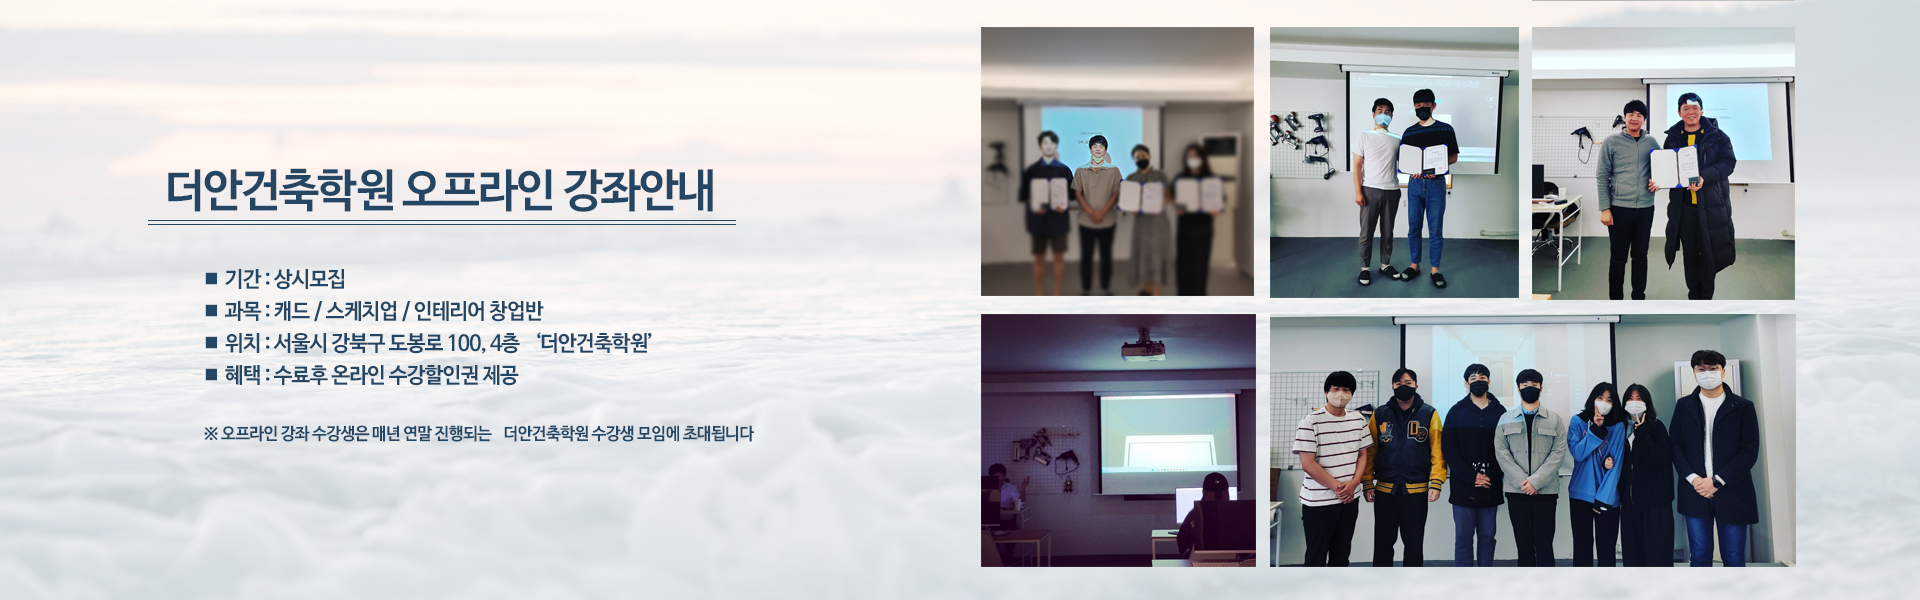 더안건축학원 오프라인 강좌안내
■ 기간 : 상시모집
■ 과목 : 캐드 / 스케치업 / 인테리어 창업반
■ 위치 : 서울시 강북구 도봉로 100, 4층 ‘더안건축학원’
■ 혜택 : 수료후 온라인 수강할인권 제공
※ 오프라인 강좌 수강생은 매년 연말 진행되는 더안건축학원 수강생 모임에 초대됩니다